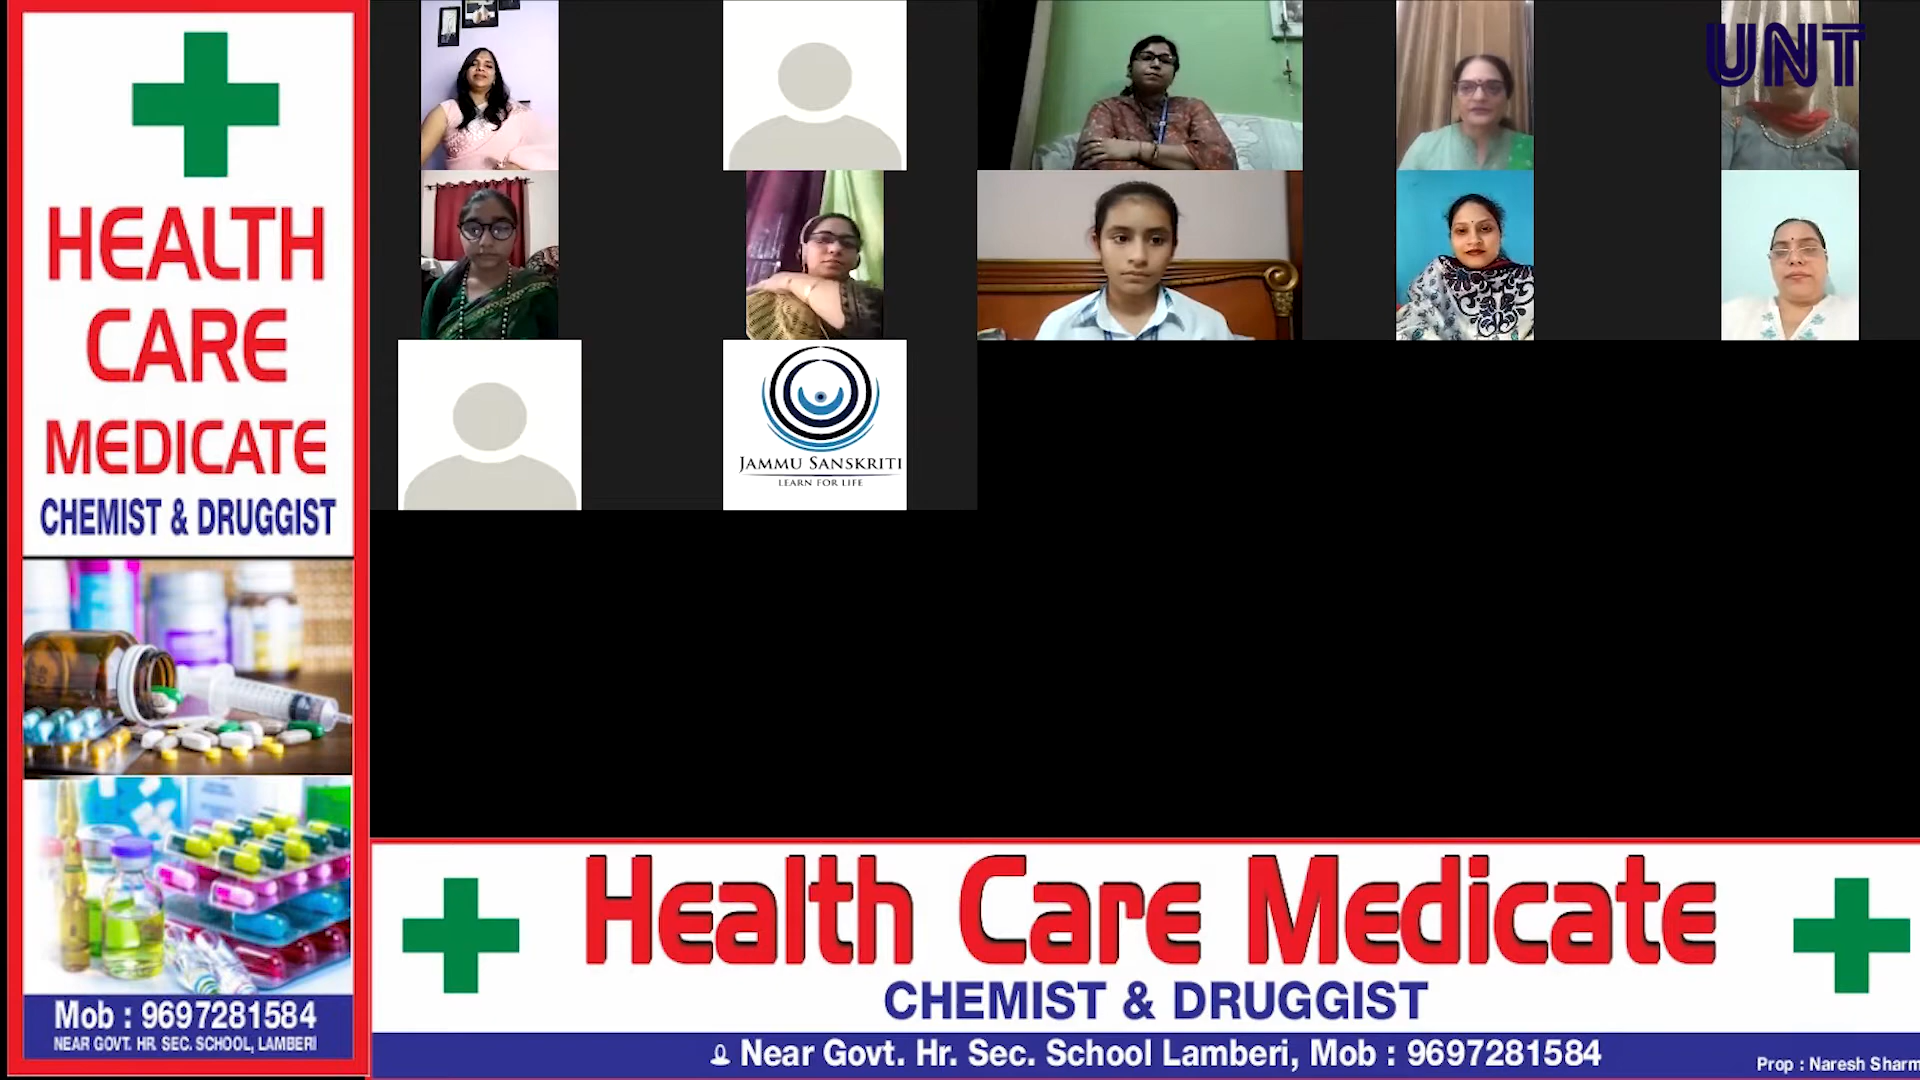 HEALTH
CARE
MEDICATE
CHEMIST & DRUGGIST
Mob : 9697281584
NEAR GOVT. HR. SEC. SCHOOL, LAMBERI
UNT
JAMMU SANSKRITI
LEARN FOR LIFE
Health Care Medicate
CHEMIST & DRUGGIST
Near Govt. Hr. Sec. School Lamberi, Mob : 9697281584
Prop : Naresh Sharm